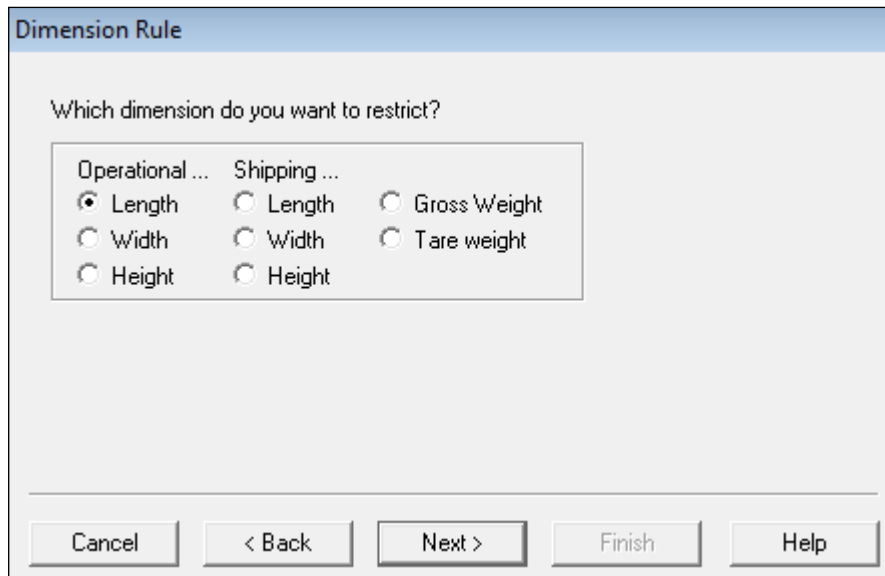 Dimension Rule
Which dimension do you want to restrict?
Operational ... Shipping ...
Length Length Gross Weight
Width Width Tare weight
Height Height
Cancel < Back Next > Finish Help